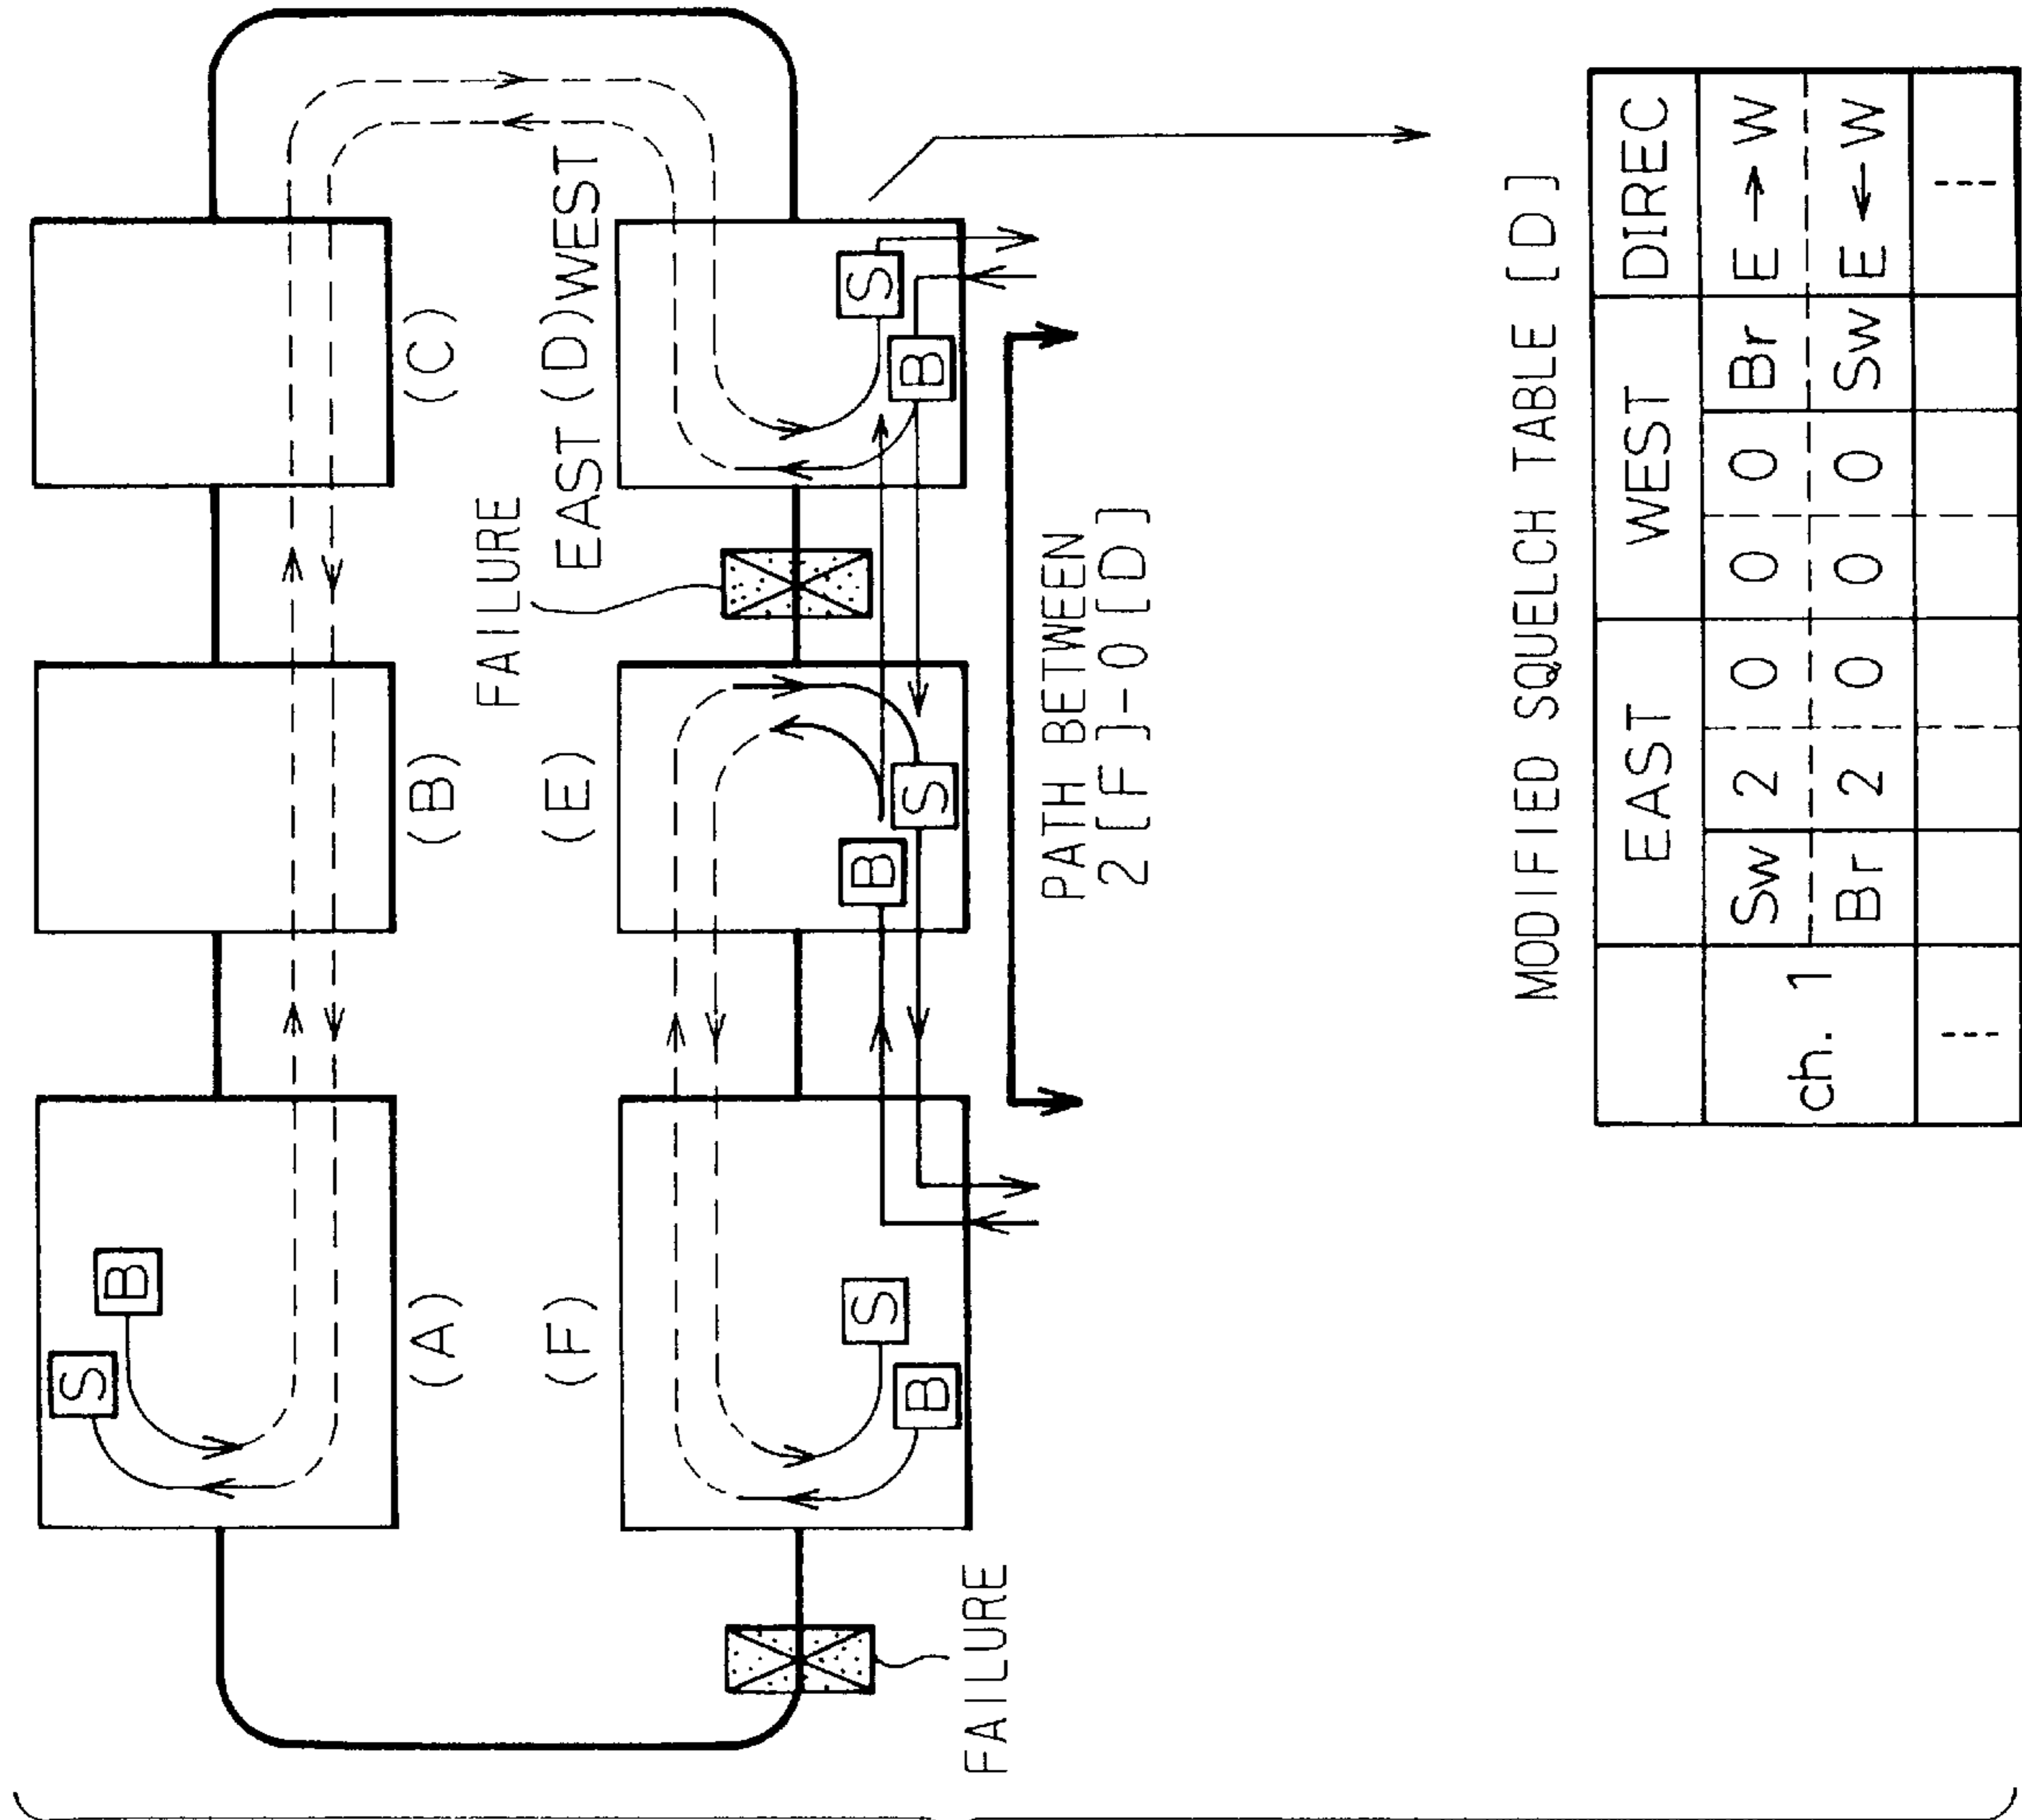 S
B
(A)
(B)
(C)
FAILURE
(F)
(E)
EAST (D) WEST
S
B
B
S
S
B
FAILURE
PATH BETWEEN
2 [F] - 0 [D]
MODIFIED SQUELCH TABLE [D]
EAST WEST DIREC
ch. 1 Sw 2 0 0 0 Br E → W
Br 2 0 0 0 Sw E ← W